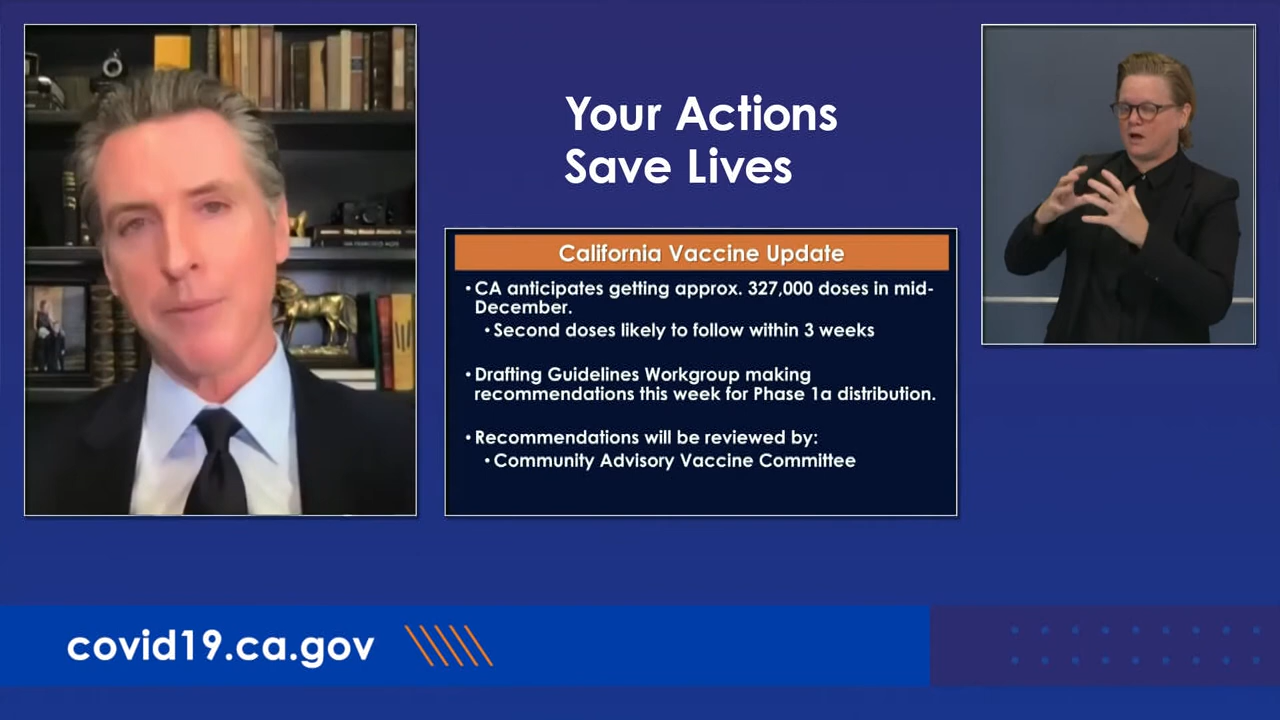 Your Actions
Save Lives
California Vaccine Update
• CA anticipates getting approx. 327,000 doses in mid-
December.
• Second doses likely to follow within 3 weeks
• Drafting Guidelines Workgroup making
recommendations this week for Phase 1a distribution.
• Recommendations will be reviewed by:
• Community Advisory Vaccine Committee
covid19.ca.gov